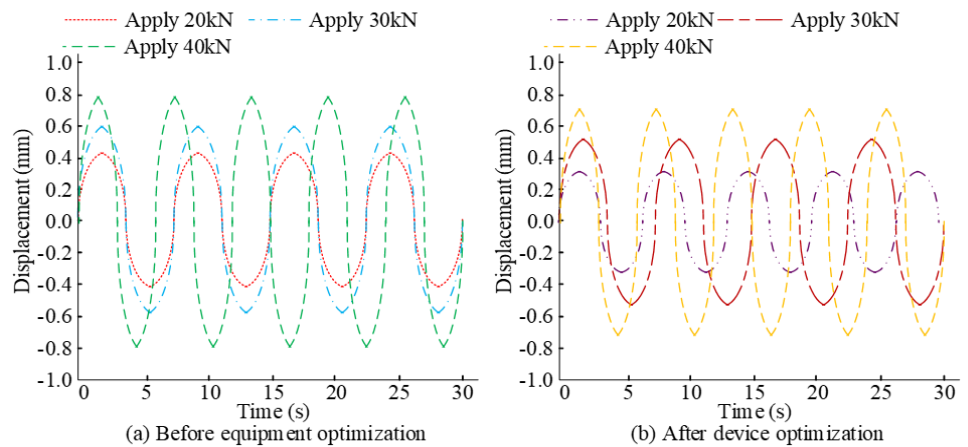 Apply 20kN Apply 30kN
Apply 40kN
1.0
0.8
0.6
0.4
0.2
0.0
-0.2
-0.4
-0.6
-0.8
-1.0
Displacement (mm)
0 5 10 15 20 25 30
Time (s)
(a) Before equipment optimization
Apply 20kN Apply 30kN
Apply 40kN
1.0
0.8
0.6
0.4
0.2
0.0
-0.2
-0.4
-0.6
-0.8
-1.0
Displacement (mm)
0 5 10 15 20 25 30
Time (s)
(b) After device optimization